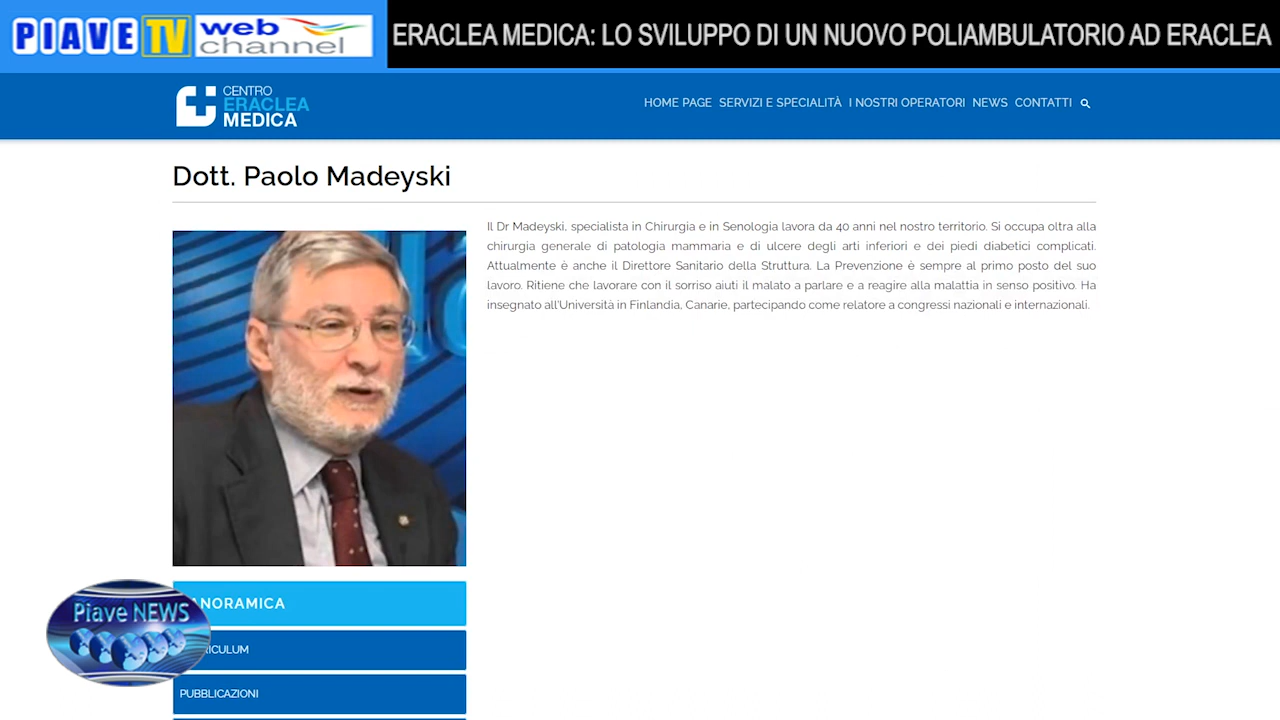 PIAVE TV web channel
ERACLEA MEDICA: LO SVILUPPO DI UN NUOVO POLIAMBULATORIO AD ERACLEA
CENTRO
ERACLEA
MEDICA
HOME PAGE SERVIZI E SPECIALITÀ I NOSTRI OPERATORI NEWS CONTATTI
Dott. Paolo Madeyski
Il Dr Madeyski, specialista in Chirurgia e in Senologia lavora da 40 anni nel nostro territorio. Si occupa oltra alla
chirurgia generale di patologia mammaria e di ulcere degli arti inferiori e dei piedi diabetici complicati.
Attualmente è anche il Direttore Sanitario della Struttura. La Prevenzione è sempre al primo posto del suo
lavoro. Ritiene che lavorare con il sorriso aiuti il malato a parlare e a reagire alla malattia in senso positivo. Ha
insegnato all'Università in Finlandia, Canarie, partecipando come relatore a congressi nazionali e internazionali.
ANORAMICA
Piave NEWS
RICULUM
PUBBLICAZIONI